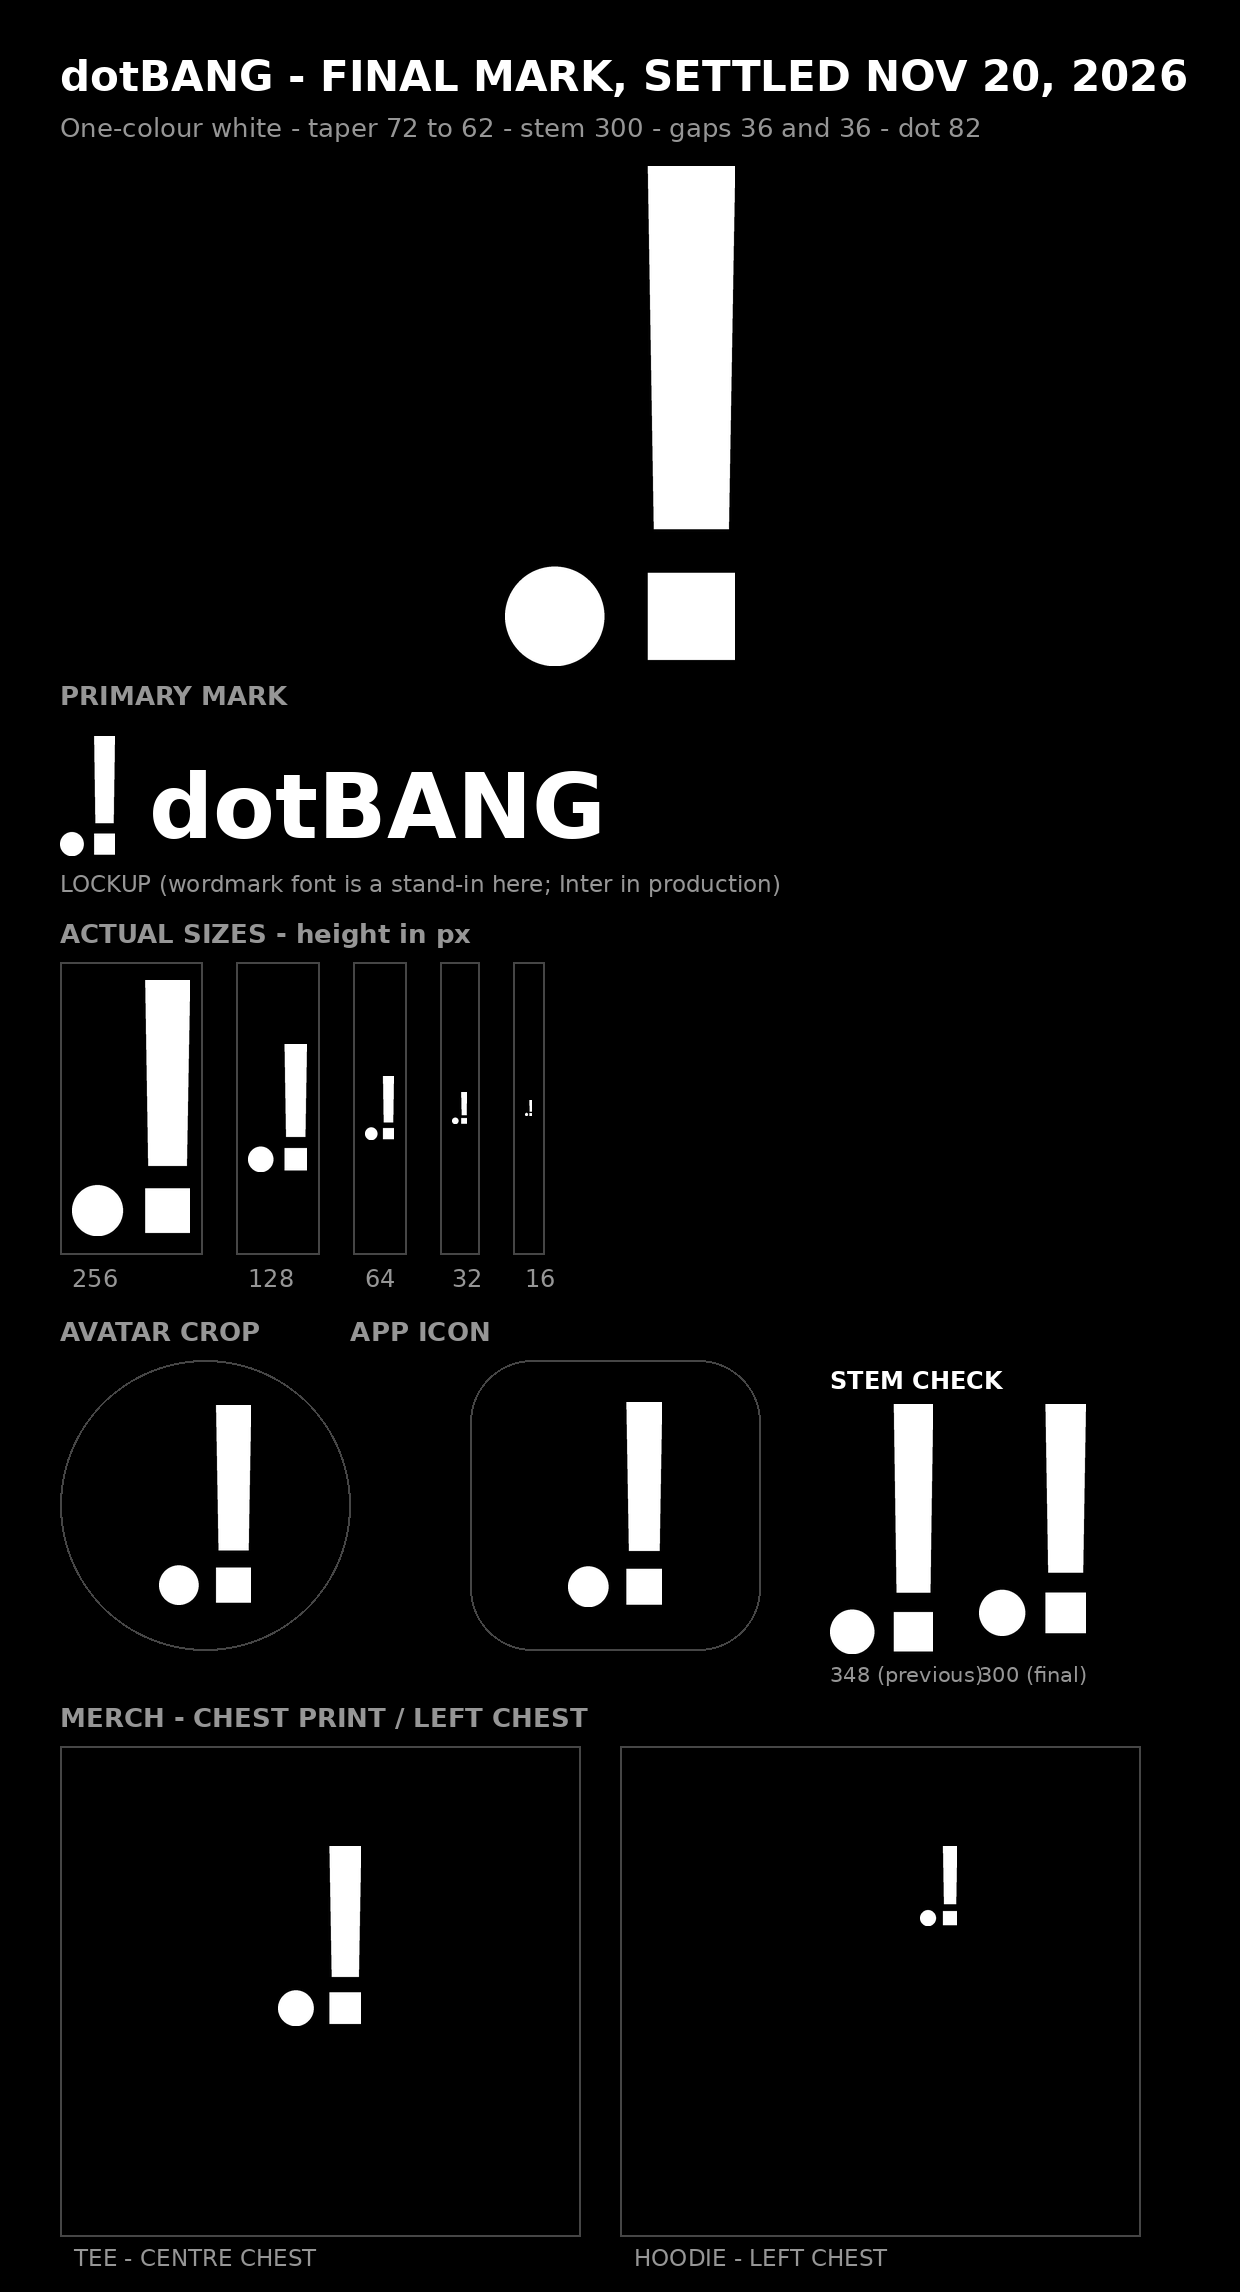 dotBANG - FINAL MARK, SETTLED NOV 20, 2026
One-colour white - taper 72 to 62 - stem 300 - gaps 36 and 36 - dot 82
PRIMARY MARK
.! dotBANG
LOCKUP (wordmark font is a stand-in here; Inter in production)
ACTUAL SIZES - height in px
256 128 64 32 16
AVATAR CROP APP ICON
STEM CHECK
348 (previous) 300 (final)
MERCH - CHEST PRINT / LEFT CHEST
TEE - CENTRE CHEST HOODIE - LEFT CHEST